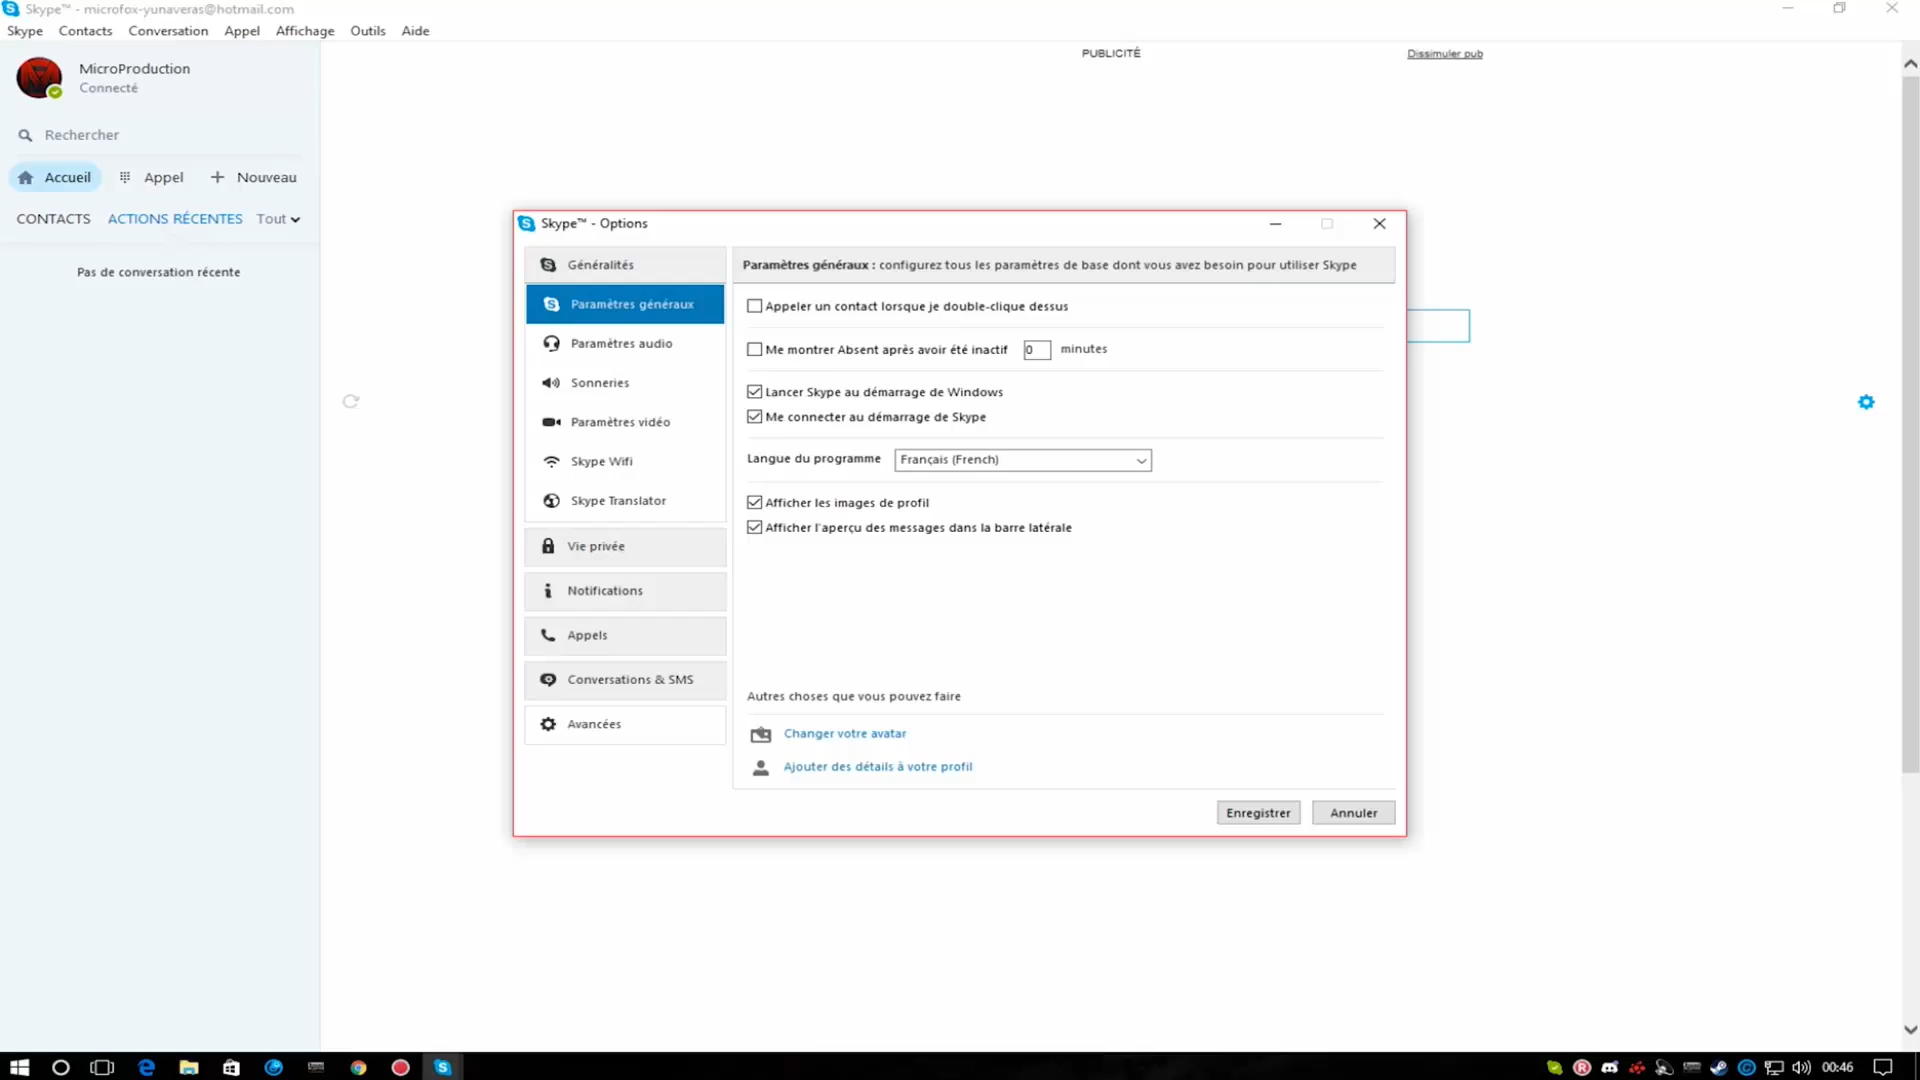 Skype™ - microfox-yunaveras@hotmail.com
Skype Contacts Conversation Appel Affichage Outils Aide
MicroProduction
Connecté
Rechercher
Accueil Appel Nouveau
CONTACTS ACTIONS RÉCENTES Tout
Pas de conversation récente
PUBLICITÉ
Dissimuler pub
Skype™ - Options
Généralités
Paramètres généraux
Paramètres audio
Sonneries
Paramètres vidéo
Skype Wifi
Skype Translator
Vie privée
Notifications
Appels
Conversations & SMS
Avancées
Paramètres généraux : configurez tous les paramètres de base dont vous avez besoin pour utiliser Skype
Appeler un contact lorsque je double-clique dessus
Me montrer Absent après avoir été inactif 0 minutes
Lancer Skype au démarrage de Windows
Me connecter au démarrage de Skype
Langue du programme Français (French)
Afficher les images de profil
Afficher l'aperçu des messages dans la barre latérale
Autres choses que vous pouvez faire
Changer votre avatar
Ajouter des détails à votre profil
Enregistrer Annuler
00:46